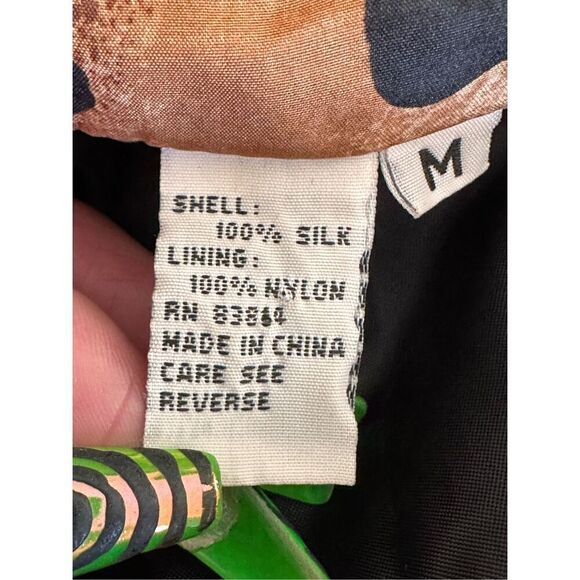 SHELL:
100% SILK
LINING:
100% NYLON
RN 83864
MADE IN CHINA
CARE SEE
REVERSE
M